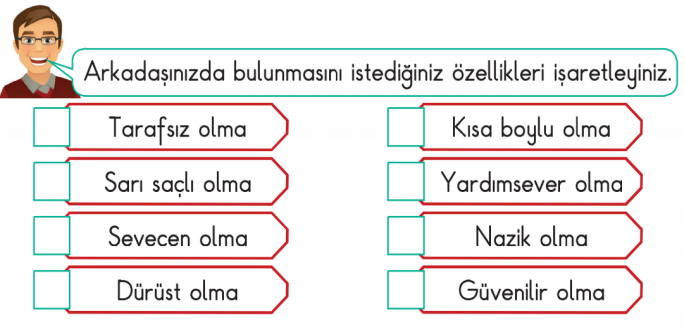 Arkadaşınızda bulunmasını istediğiniz özellikleri işaretleyiniz.
Tarafsız olma
Kısa boylu olma
Sarı saçlı olma
Yardımsever olma
Sevecen olma
Nazik olma
Dürüst olma
Güvenilir olma